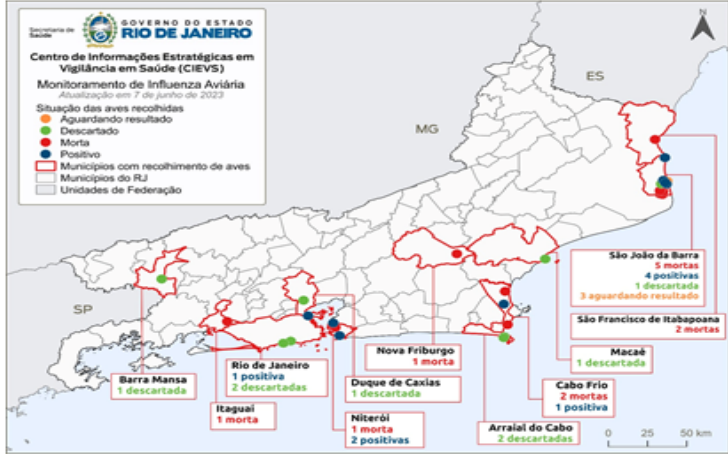 Secretaria de
Saúde
GOVERNO DO ESTADO
RIO DE JANEIRO
Centro de Informações Estratégicas em
Vigilância em Saúde (CIEVS)
Monitoramento de Influenza Aviária
Atualização em 7 de junho de 2023
Situação das aves recolhidas
Aguardando resultado
Descartado
Morta
Positivo
Municípios com recolhimento de aves
Municípios do RJ
Unidades de Federação
N
ES
MG
SP
São João da Barra
5 mortas
4 positivas
1 descartada
3 aguardando resultado
São Francisco de Itabapoana
2 mortas
Macaé
1 descartada
Nova Friburgo
1 morta
Cabo Frio
2 mortas
1 positiva
Arraial do Cabo
2 descartadas
Duque de Caxias
1 descartada
Niterói
1 morta
2 positivas
Rio de Janeiro
1 positiva
2 descartadas
Itaguaí
1 morta
Barra Mansa
1 descartada
0 25 50 km